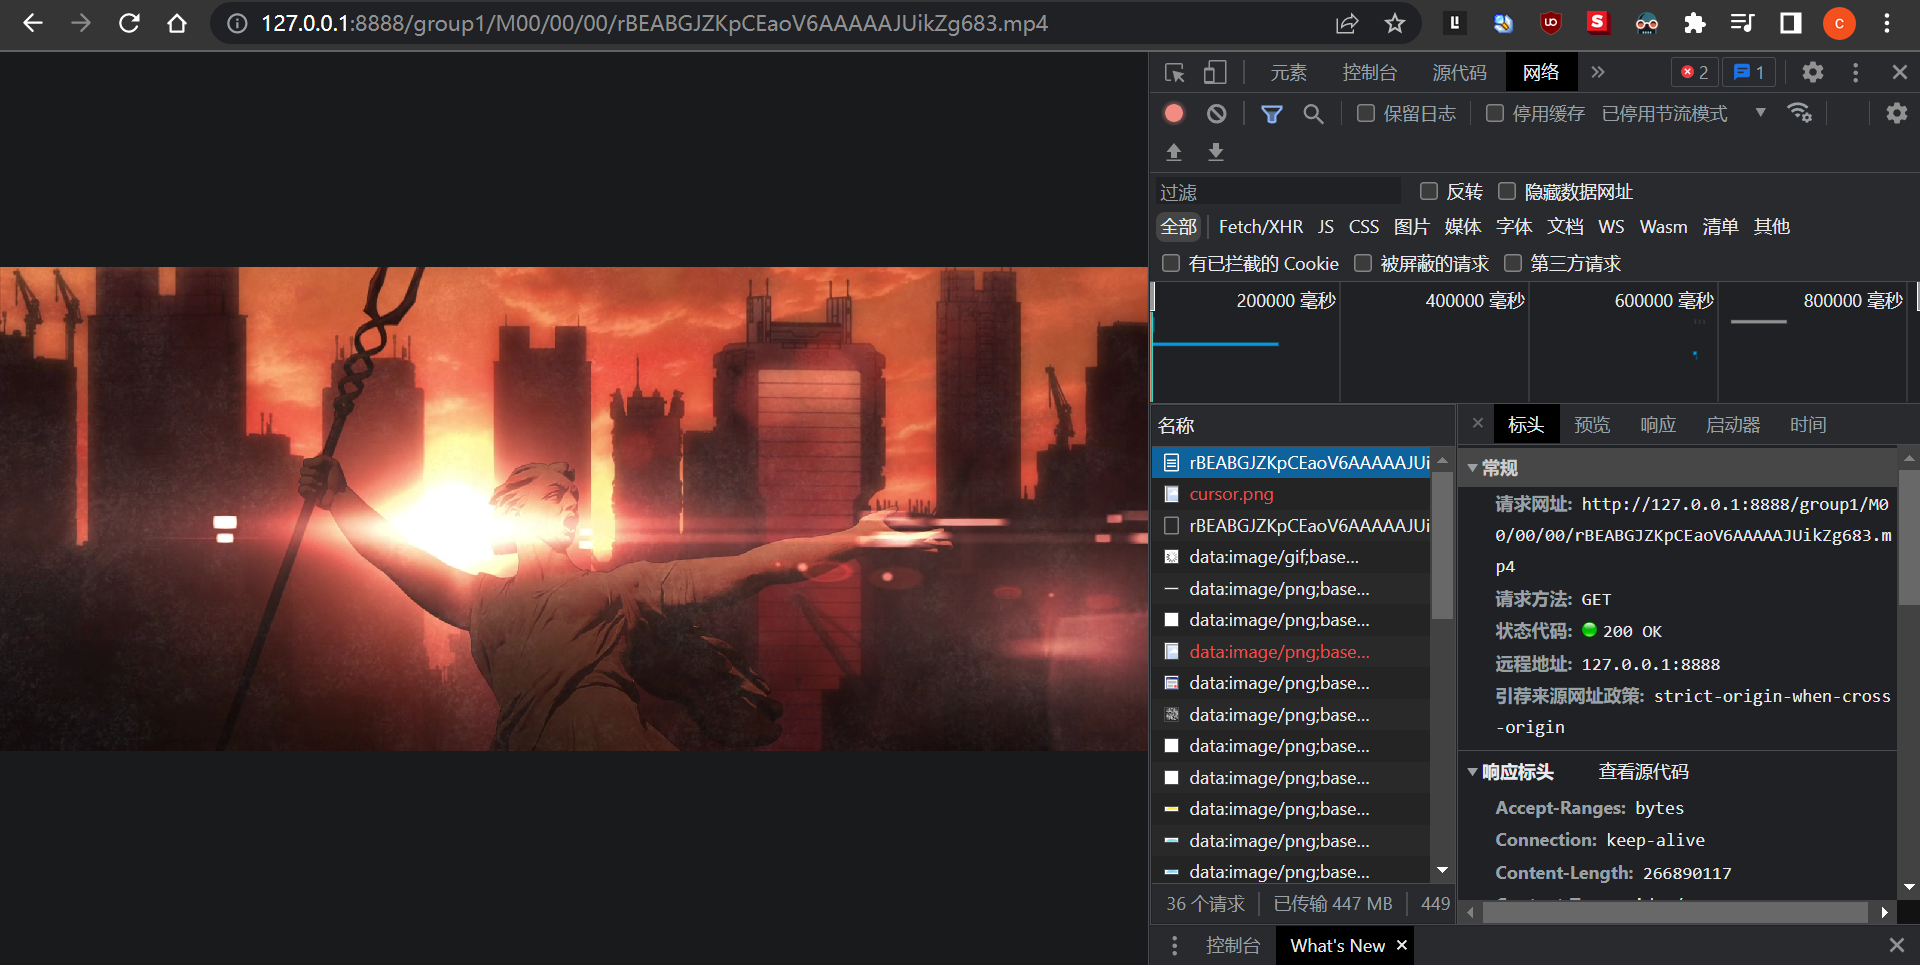 127.0.0.1:8888/group1/M00/00/00/rBEABGJZKpCEaoV6AAAAAJUikZg683.mp4
元素 控制台 源代码 网络 2 1
保留日志 停用缓存 已停用节流模式
过滤 反转 隐藏数据网址
全部 Fetch/XHR JS CSS 图片 媒体 字体 文档 WS Wasm 清单 其他
有已拦截的 Cookie 被屏蔽的请求 第三方请求
200000 毫秒 400000 毫秒 600000 毫秒 800000 毫秒
名称
rBEABGJZKpCEaoV6AAAAAJUi
cursor.png
rBEABGJZKpCEaoV6AAAAAJUi
data:image/gif;base...
data:image/png;base...
data:image/png;base...
data:image/png;base...
data:image/png;base...
data:image/png;base...
data:image/png;base...
data:image/png;base...
data:image/png;base...
data:image/png;base...
data:image/png;base...
36 个请求 已传输 447 MB 449
标头 预览 响应 启动器 时间
常规
请求网址: http://127.0.0.1:8888/group1/M0
0/00/00/rBEABGJZKpCEaoV6AAAAAJUikZg683.m
p4
请求方法: GET
状态代码: 200 OK
远程地址: 127.0.0.1:8888
引荐来源网址政策: strict-origin-when-cross
-origin
响应标头 查看源代码
Accept-Ranges: bytes
Connection: keep-alive
Content-Length: 266890117
控制台 What's New